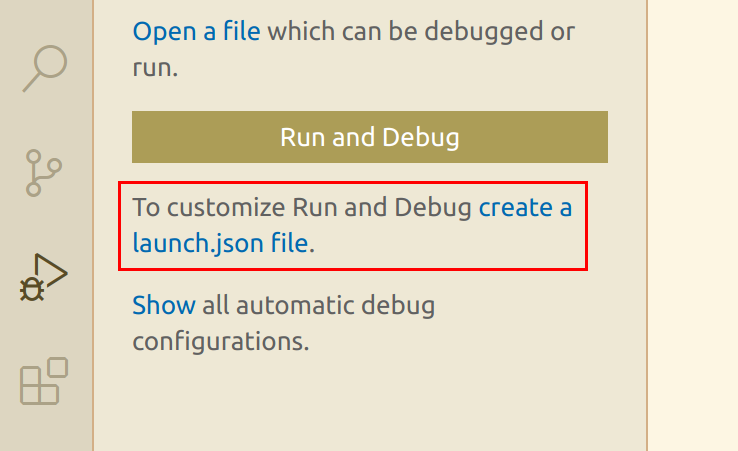 Open a file which can be debugged or
run.
Run and Debug
To customize Run and Debug create a
launch.json file.
Show all automatic debug
configurations.